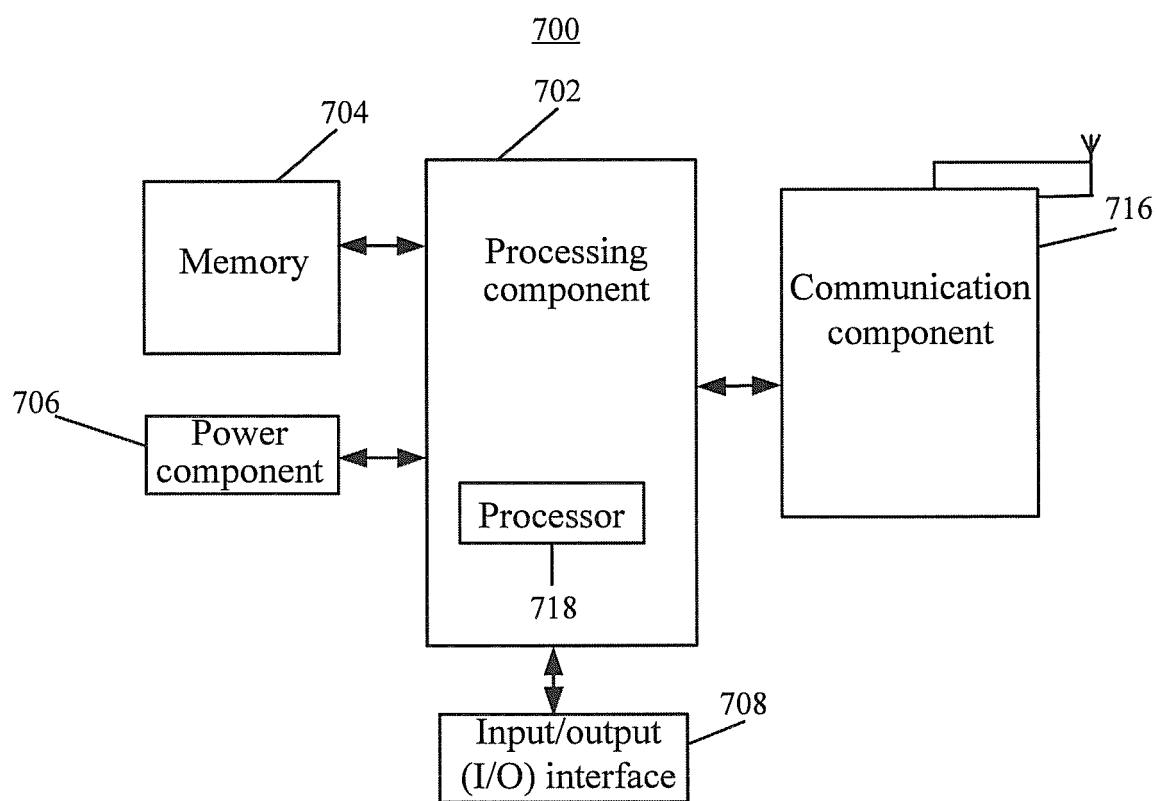 700
702
704
Memory
Processing
component
716
Communication
component
706
Power
component
Processor
718
708
Input/output
(I/O) interface